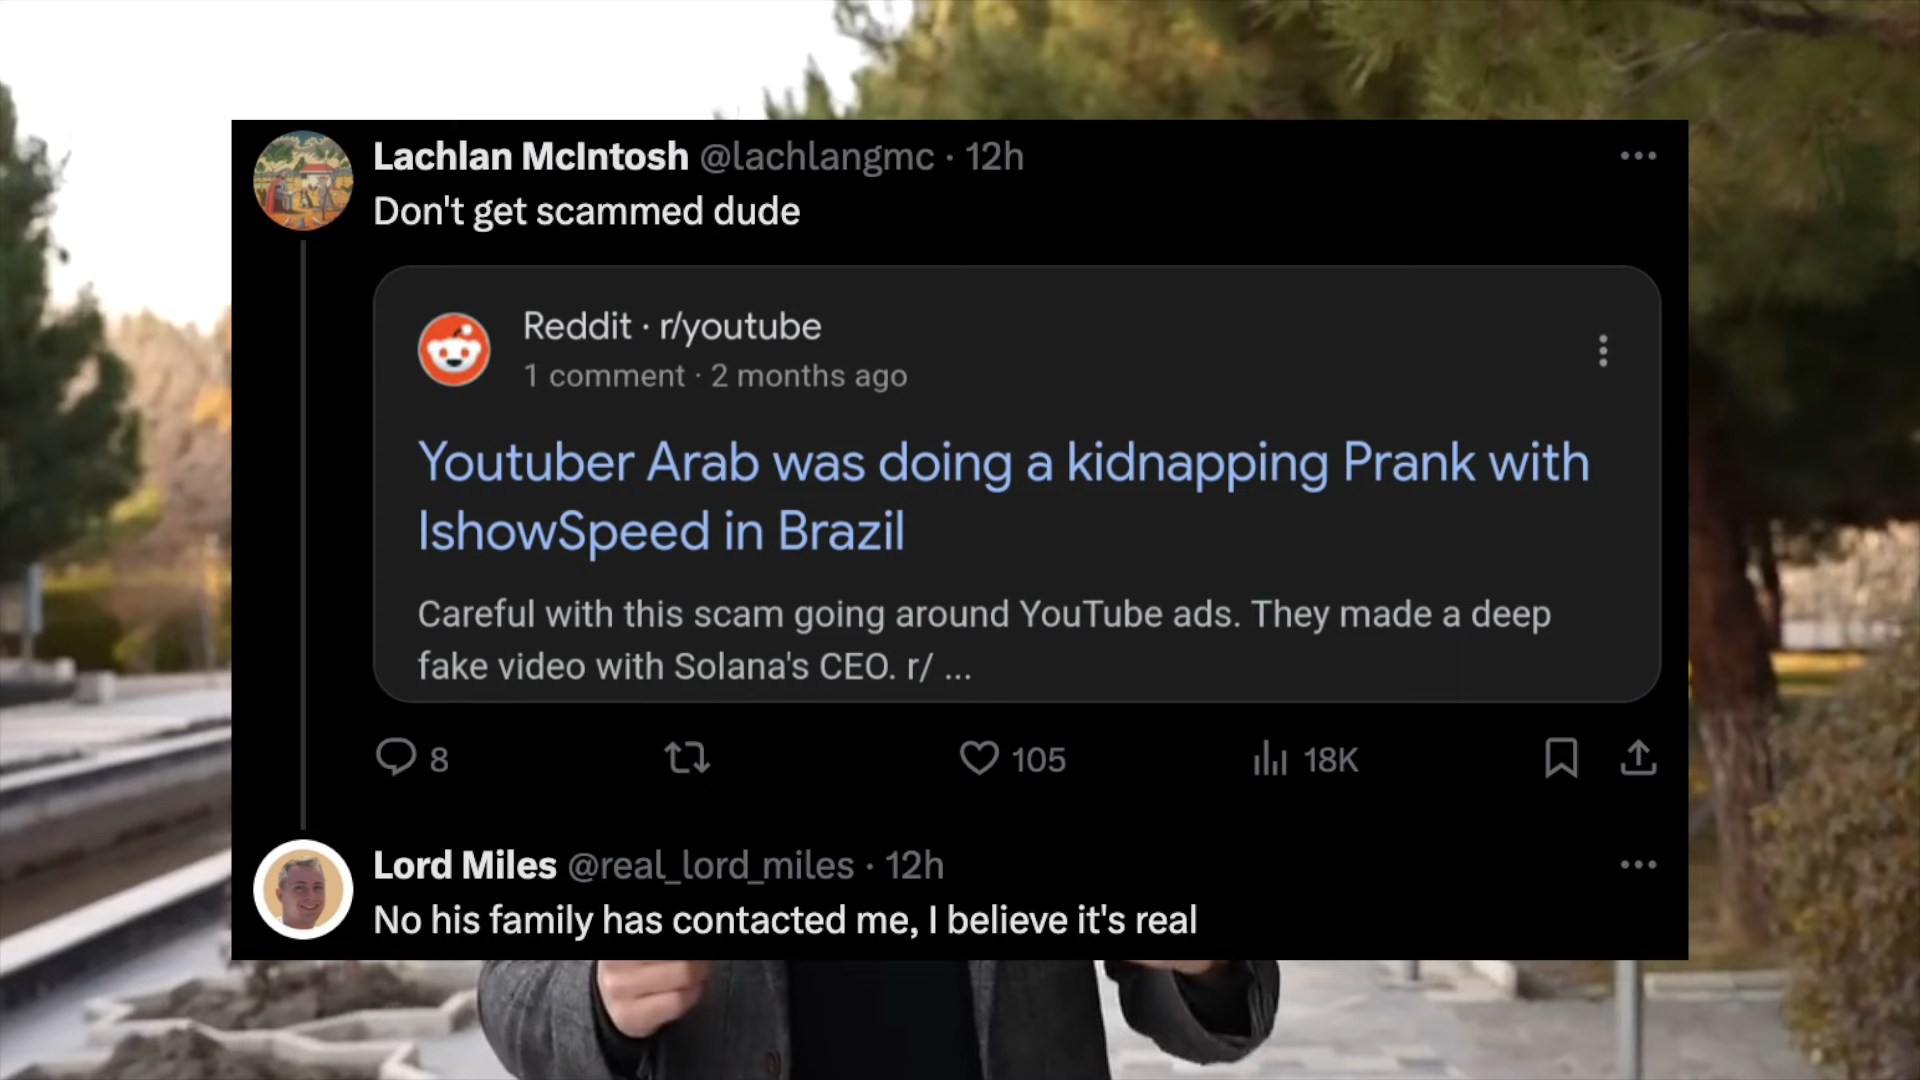 Lachlan McIntosh @lachlangmc · 12h
Don't get scammed dude
Reddit · r/youtube
1 comment · 2 months ago
Youtuber Arab was doing a kidnapping Prank with
IshowSpeed in Brazil
Careful with this scam going around YouTube ads. They made a deep
fake video with Solana's CEO. r/ ...
8 105 18K
Lord Miles @real_lord_miles · 12h
No his family has contacted me, I believe it's real